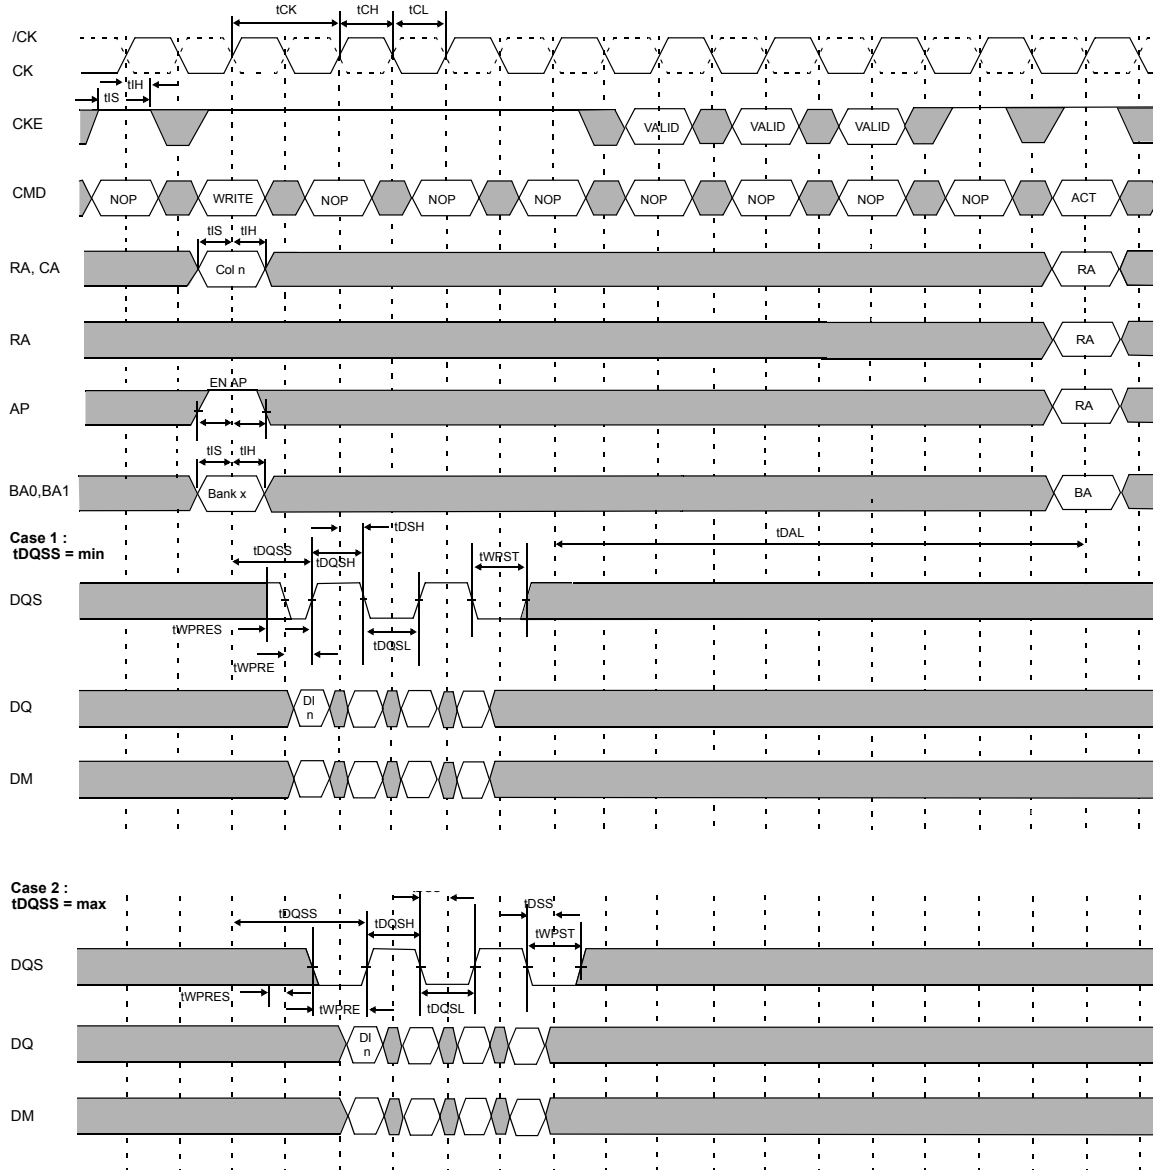 tCK tCH tCL
/CK
CK
tIH
tIS
CKE VALID VALID VALID
CMD NOP WRITE NOP NOP NOP NOP NOP NOP NOP ACT
tIS tIH
RA, CA Col n RA
RA RA
EN AP
AP RA
tIS tIH
BA0,BA1 Bank x BA
Case 1 :
tDQSS = min
tDSH tDAL
tDQSS tDQSH tWPST
DQS
tWPRES tDQSL
tWPRE
DQ DI
n
DM
Case 2 :
tDQSS = max
tDSS
tDQSS tDQSH tWPST
DQS
tWPRES tWPRE tDQSL
DQ DI
n
DM